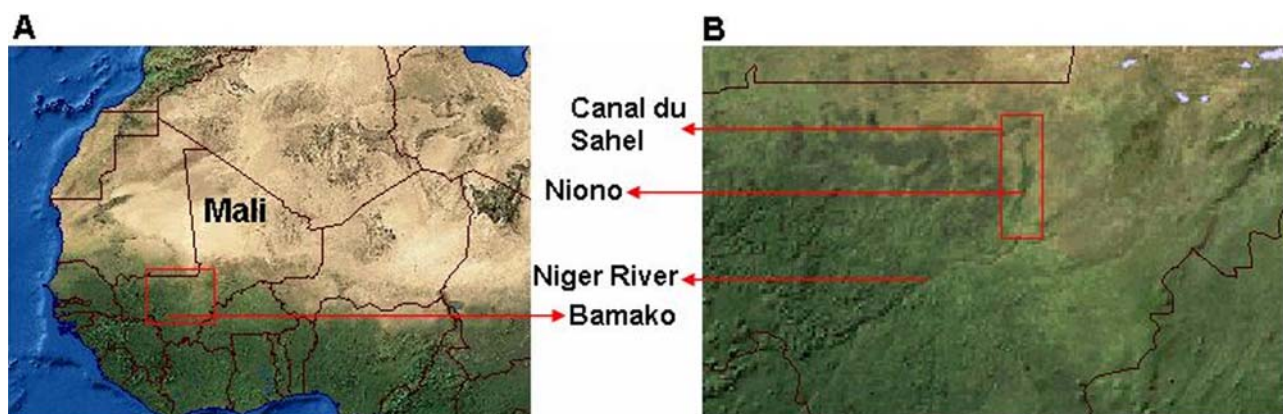 A
B
Mali
Canal du
Sahel
Niono
Niger River
Bamako